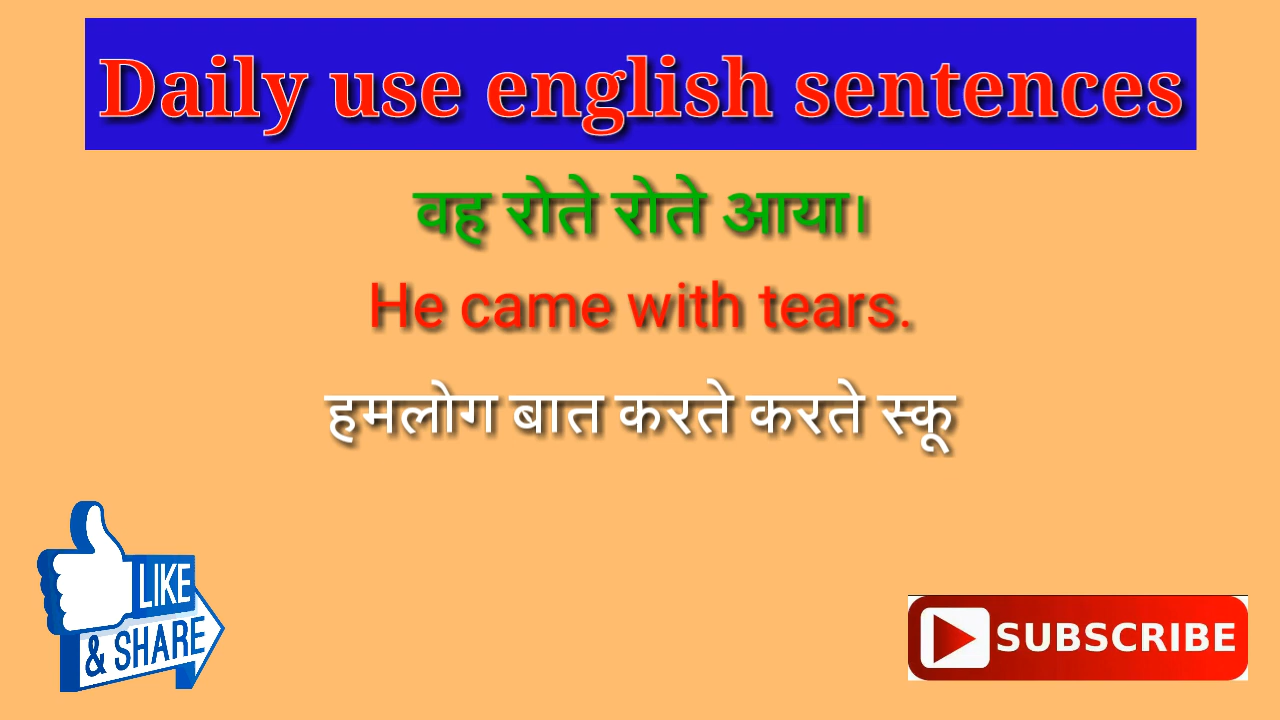 Daily use english sentences
वह रोते रोते आया।
He came with tears.
हमलोग बात करते करते स्कू
LIKE
& SHARE
SUBSCRIBE